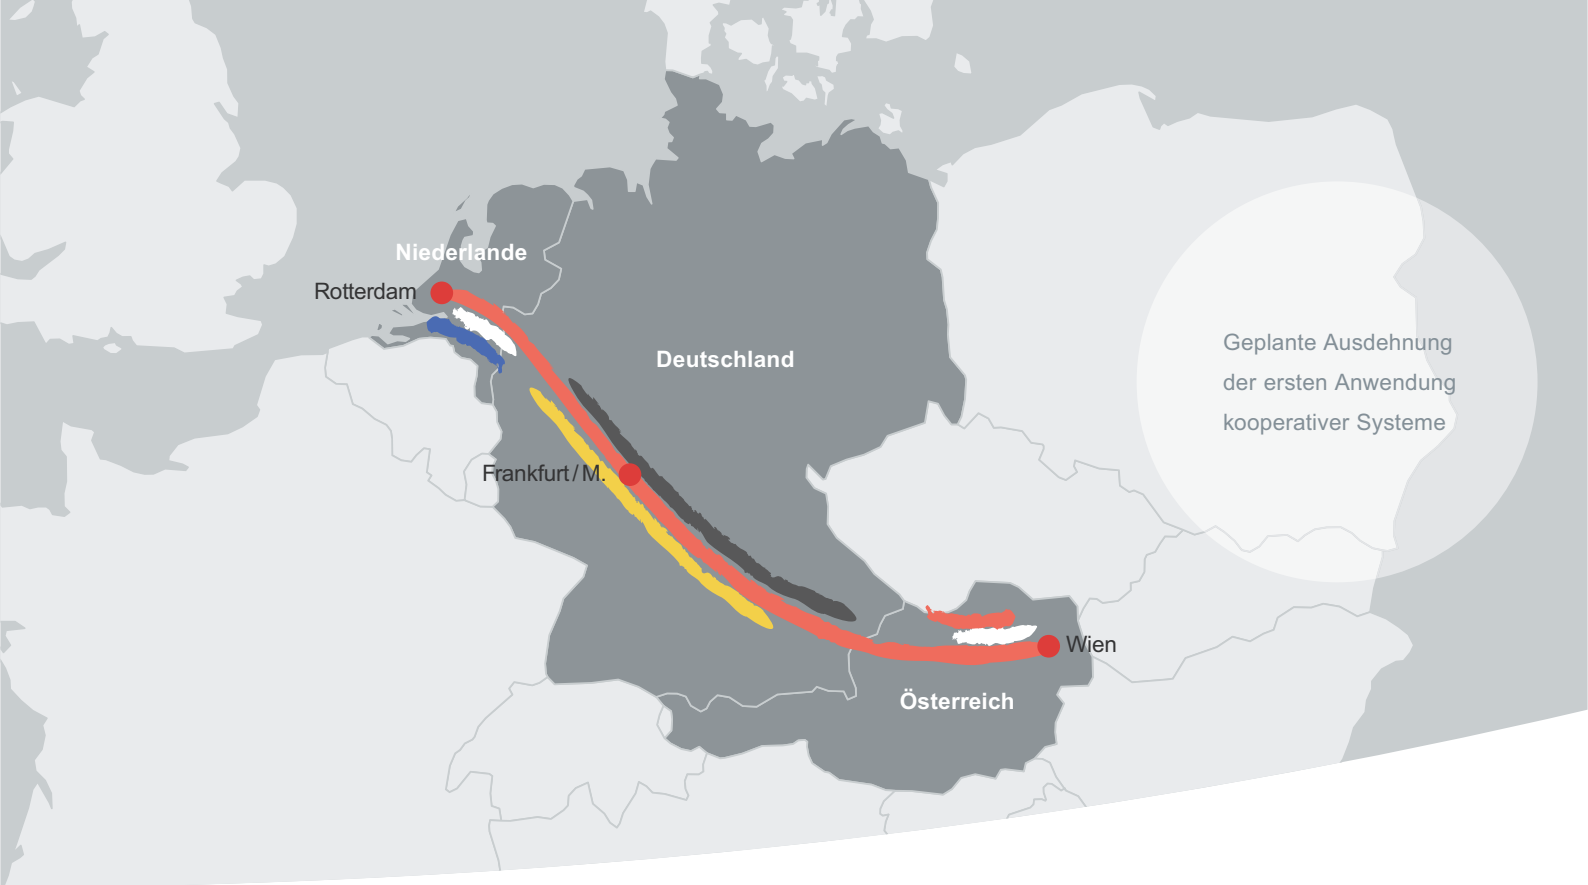 Niederlande
Rotterdam
Deutschland
Geplante Ausdehnung
der ersten Anwendung
kooperativer Systeme
Frankfurt / M.
Wien
Österreich